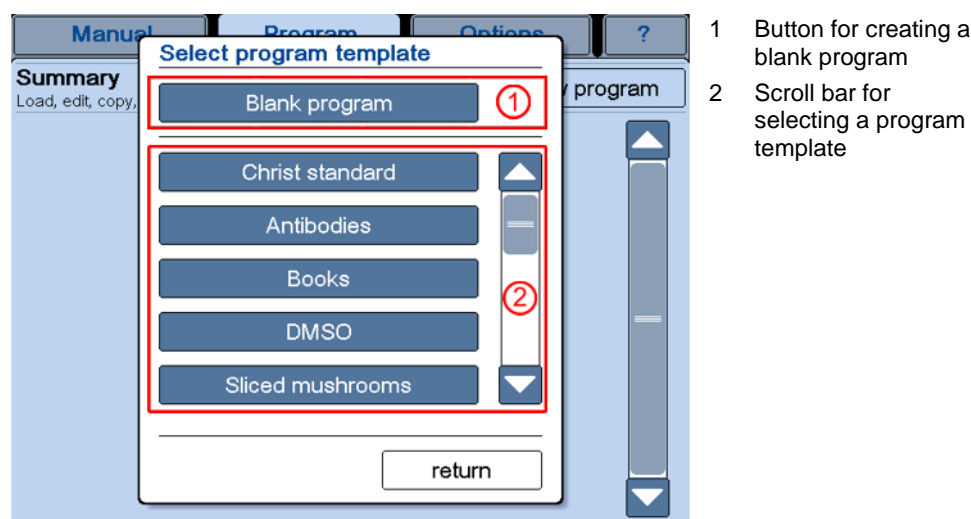 Manual Program Options ?
Select program template
Summary
Load, edit, copy,
program
Blank program
1
Christ standard
Antibodies
Books
DMSO
Sliced mushrooms
2
return
1 Button for creating a
blank program
2 Scroll bar for
selecting a program
template